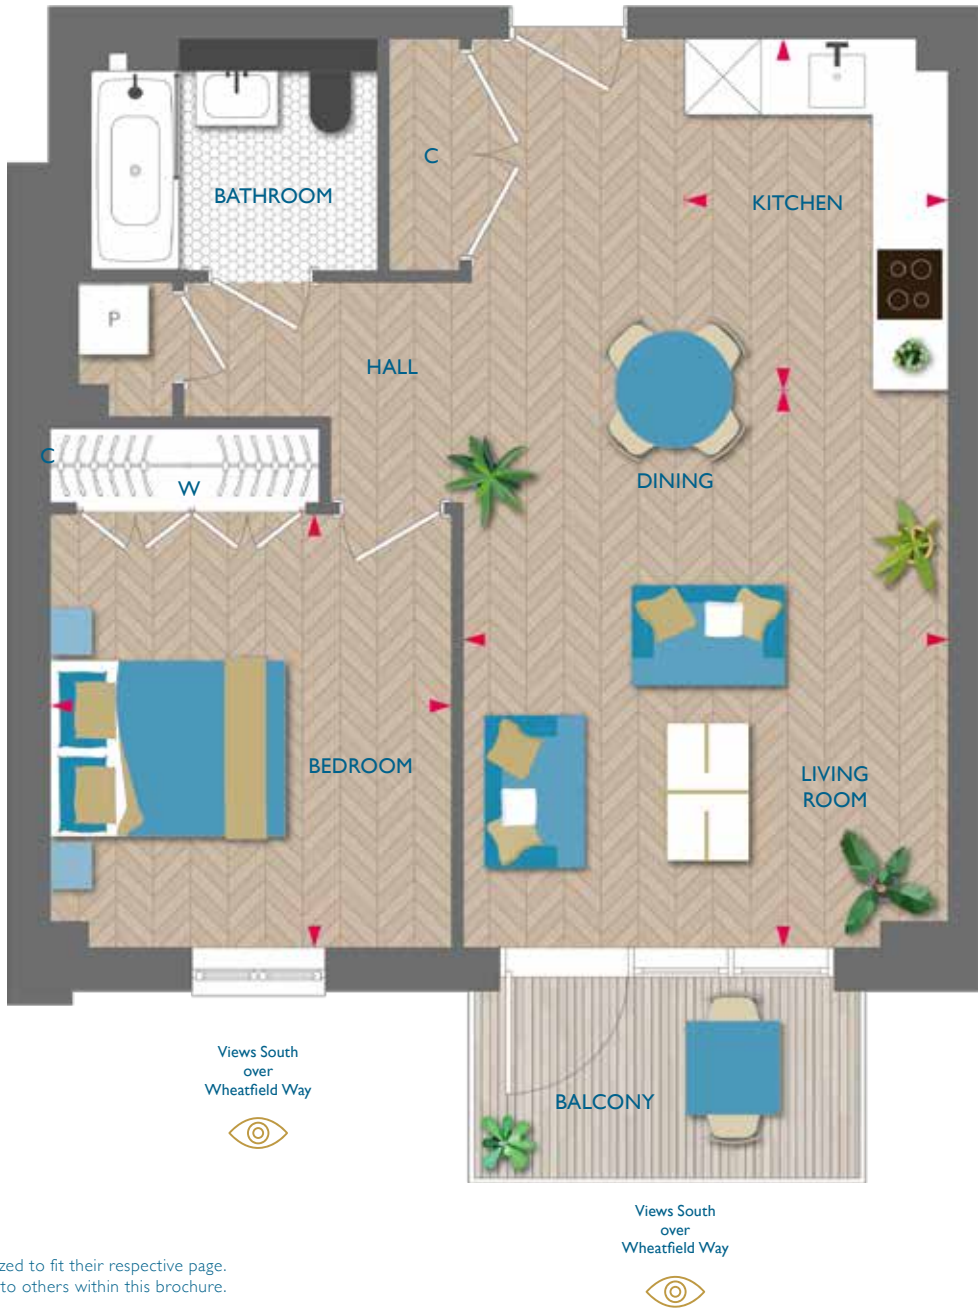 BATHROOM
C
KITCHEN
P
HALL
C
W
DINING
BEDROOM
LIVING
ROOM
BALCONY
Views South
over
Wheatfield Way
Views South
over
Wheatfield Way
to fit their respective page.
to others within this brochure.